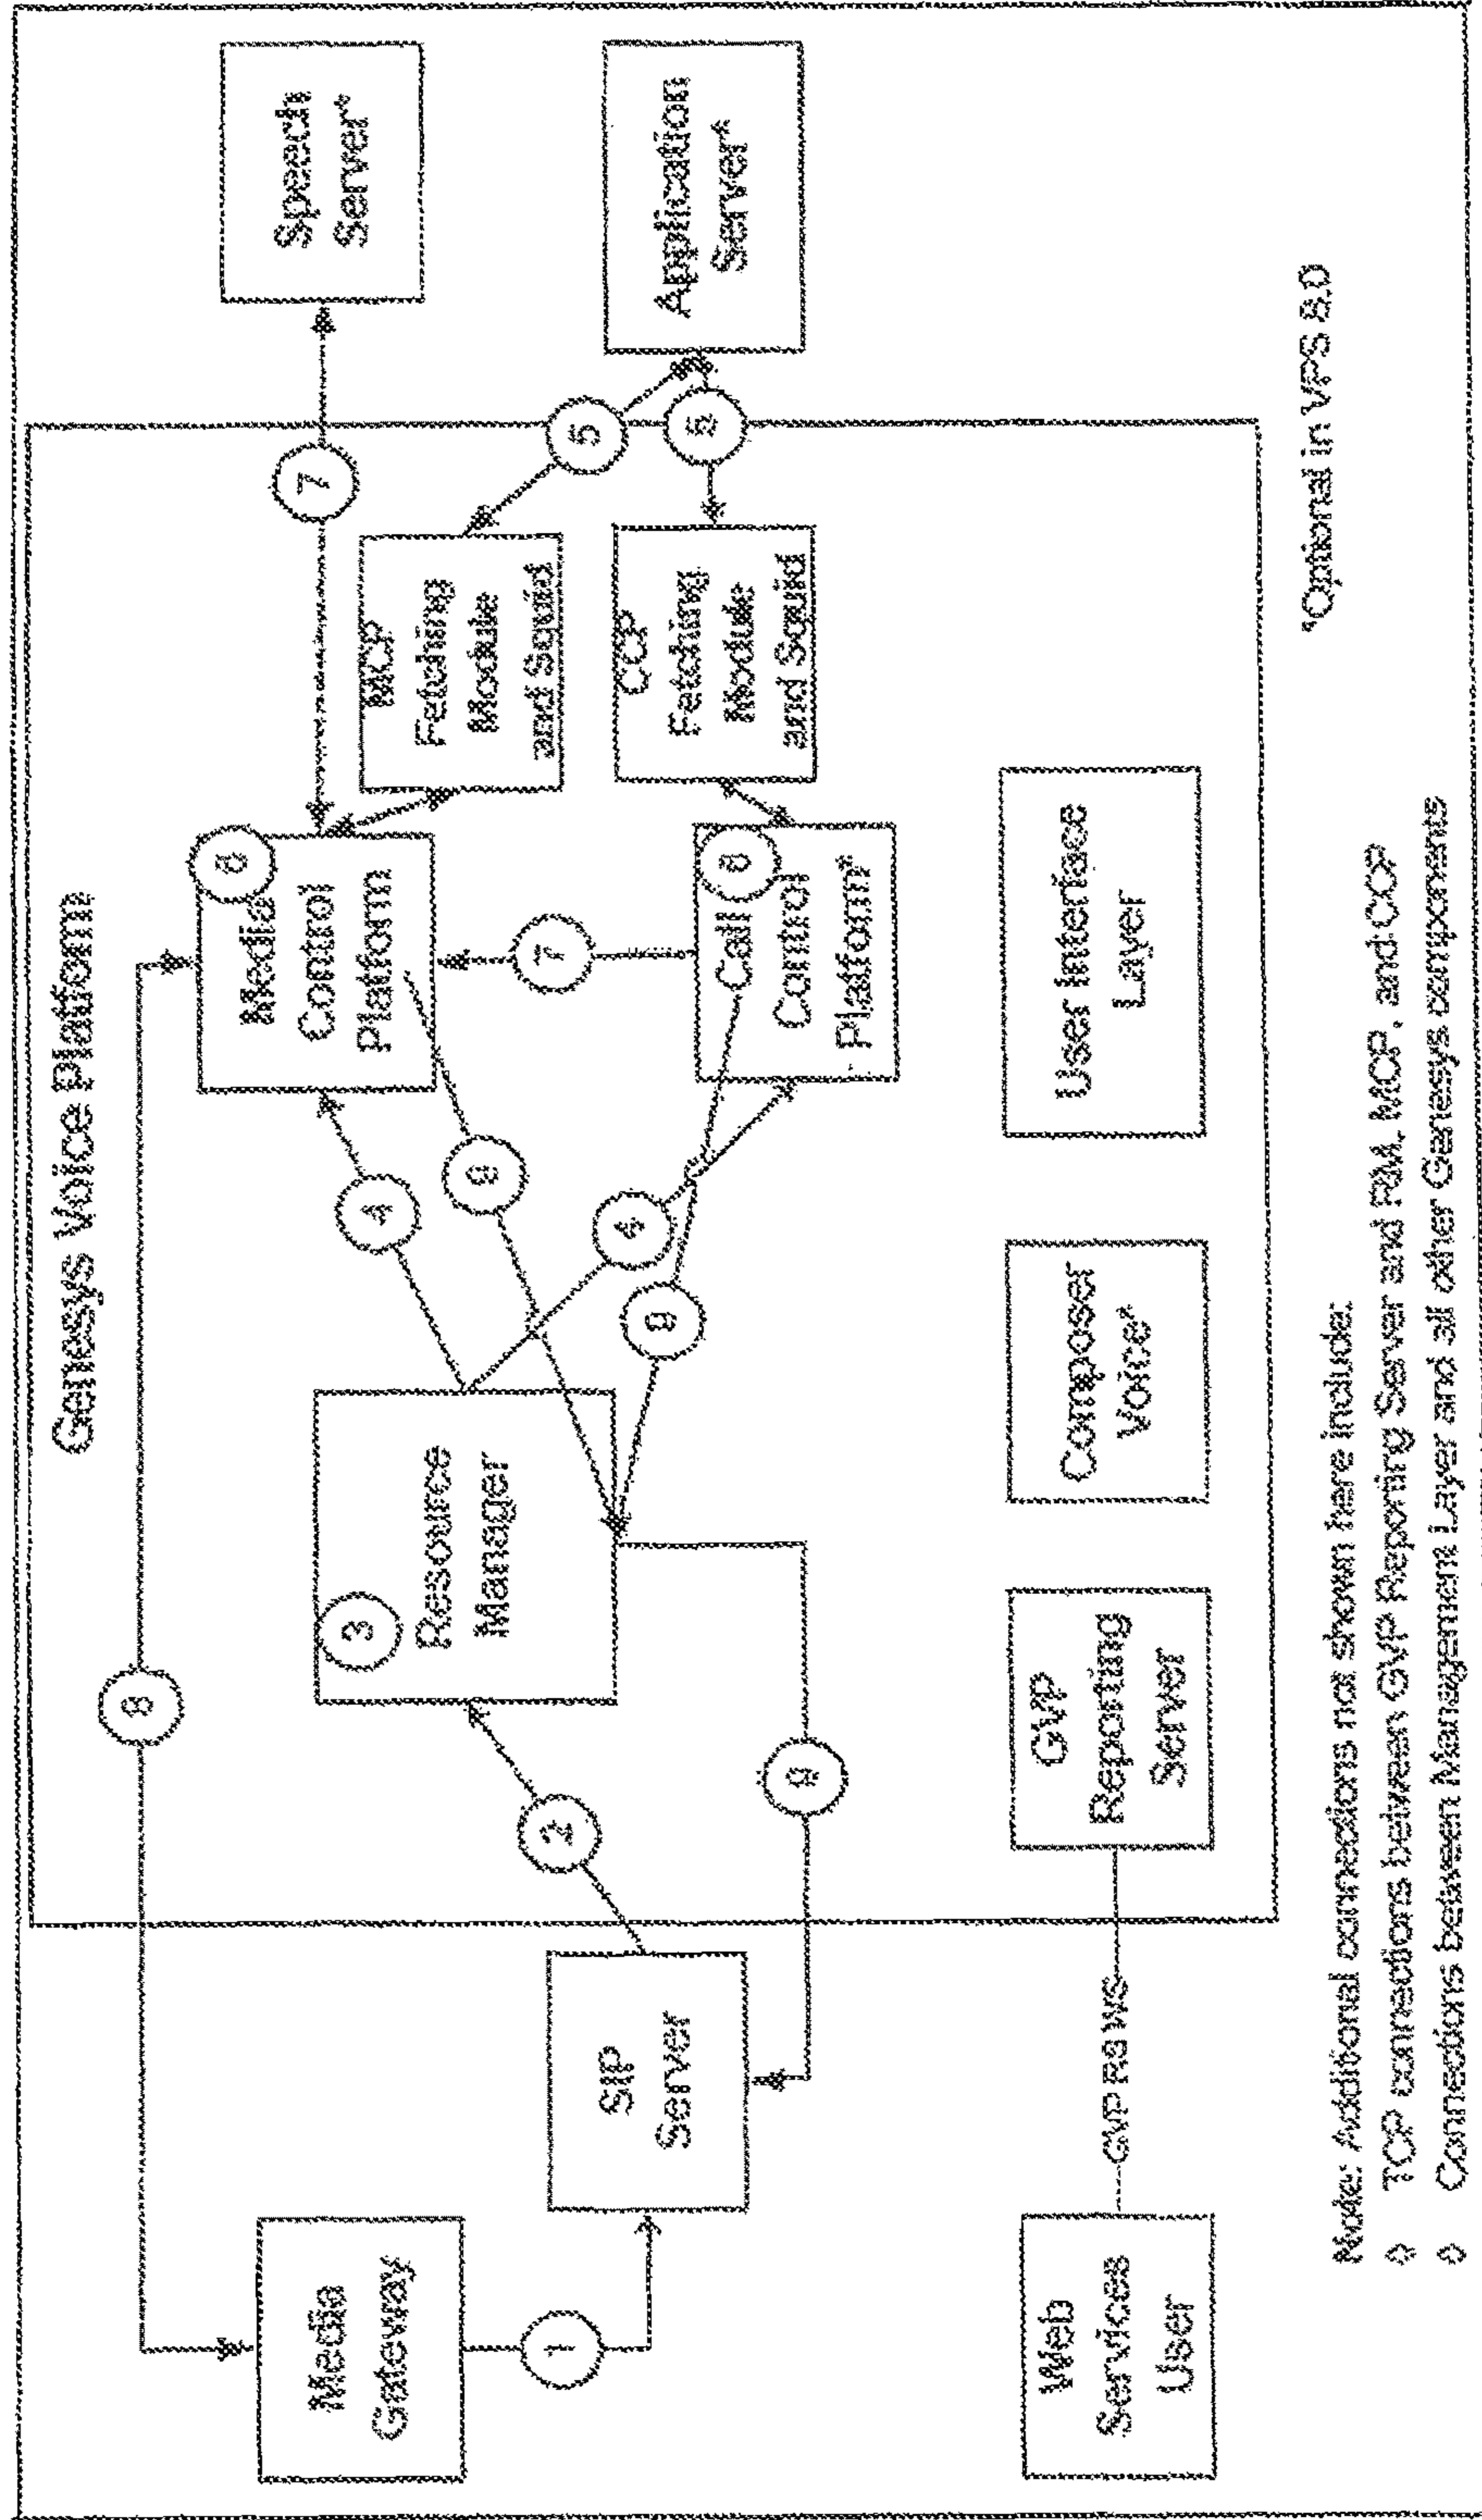 Genesys Voice Platform
8
Media
Gateway
1
SIP
Server
2
3
Resource
Manager
4
9
4
9
9
Media
Control
Platform
6
7
Call
Control
Platform*
6
7
MCP
Fetching
Module
and Squid
CCP
Fetching
Module
and Squid
5
5
Speech
Server*
Application
Server*
Web
Services
User
GVP RS WS
GVP
Reporting
Server
Composer
Voice*
User Interface
Layer
*Optional in VPS 8.0
Note: Additional connections not shown here include:
◊ TCP connections between GVP Reporting Server and RM, MCP, and CCP
◊ Connections between Management Layer and all other Genesys components